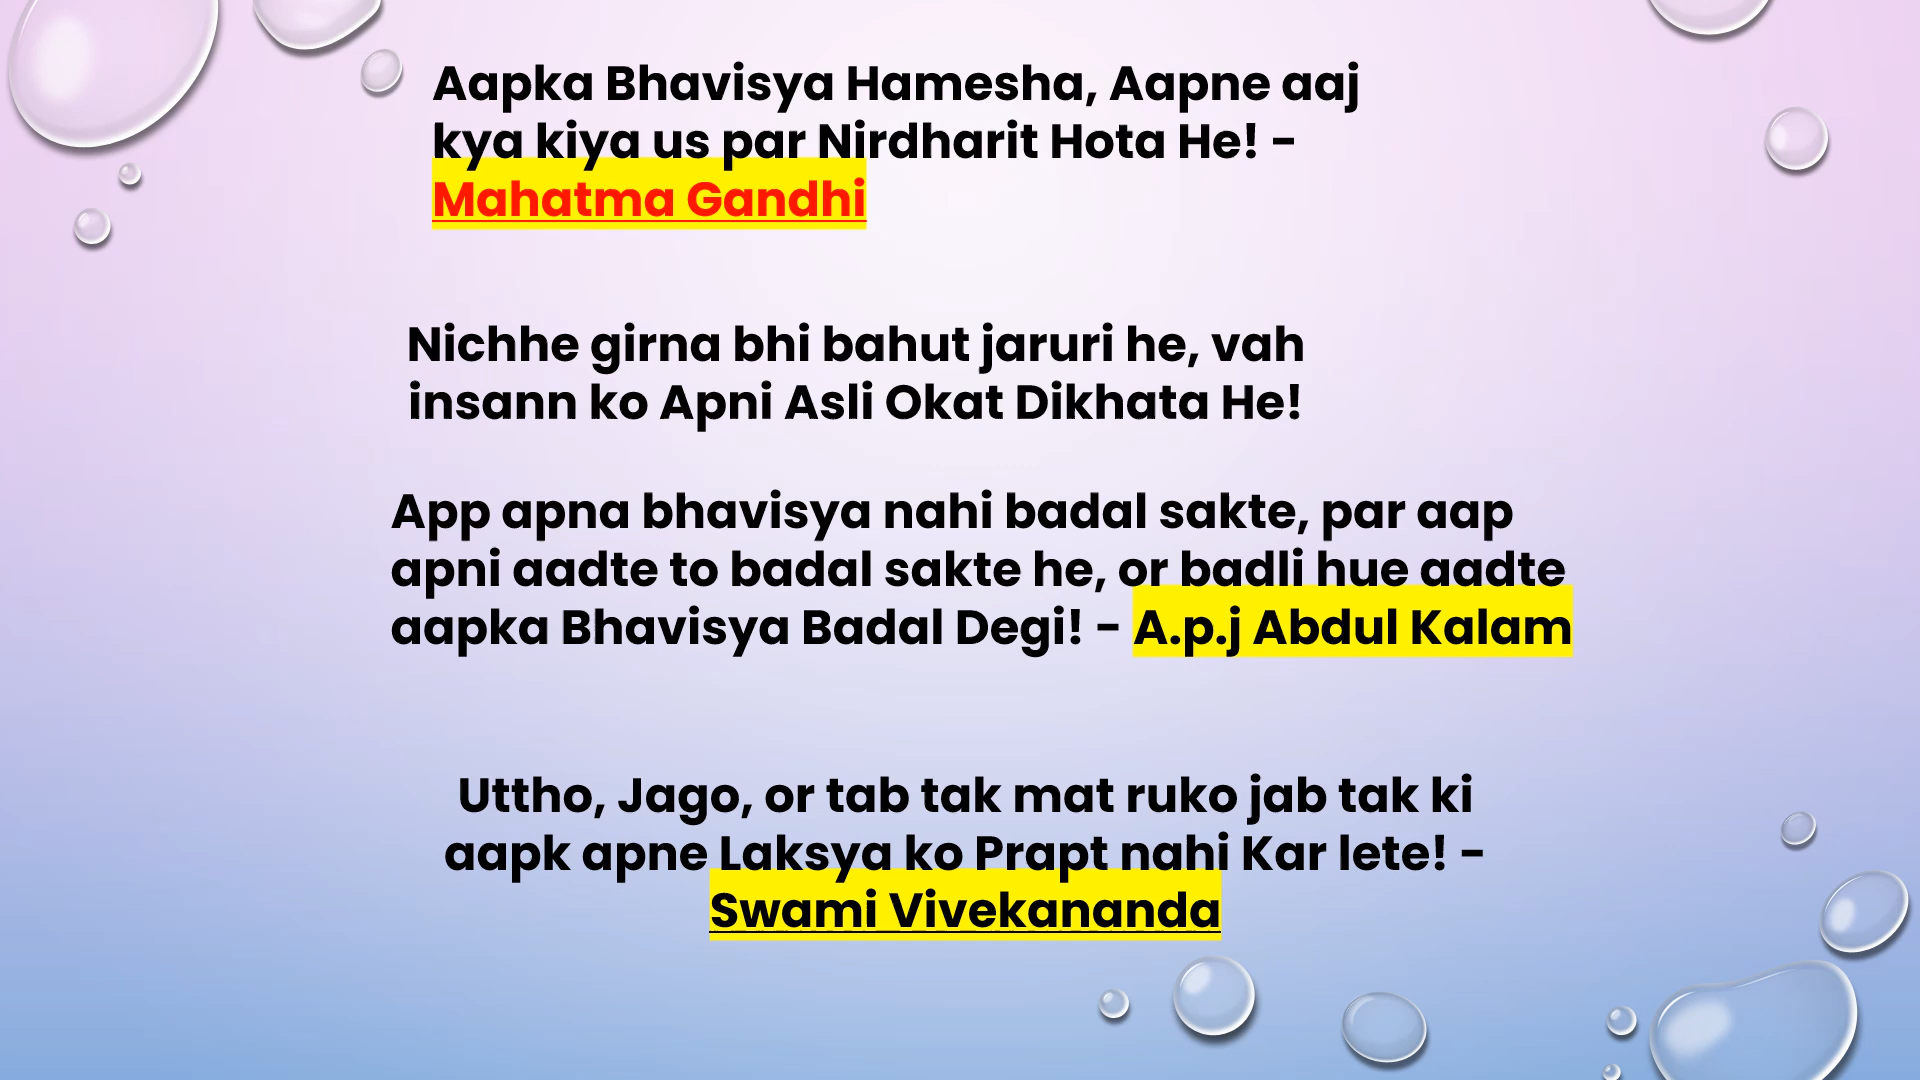 Aapka Bhavisya Hamesha, Aapne aaj
kya kiya us par Nirdharit Hota He! -
Mahatma Gandhi
Nichhe girna bhi bahut jaruri he, vah
insann ko Apni Asli Okat Dikhata He!
App apna bhavisya nahi badal sakte, par aap
apni aadte to badal sakte he, or badli hue aadte
aapka Bhavisya Badal Degi! - A.p.j Abdul Kalam
Uttho, Jago, or tab tak mat ruko jab tak ki
aapk apne Laksya ko Prapt nahi Kar lete! -
Swami Vivekananda